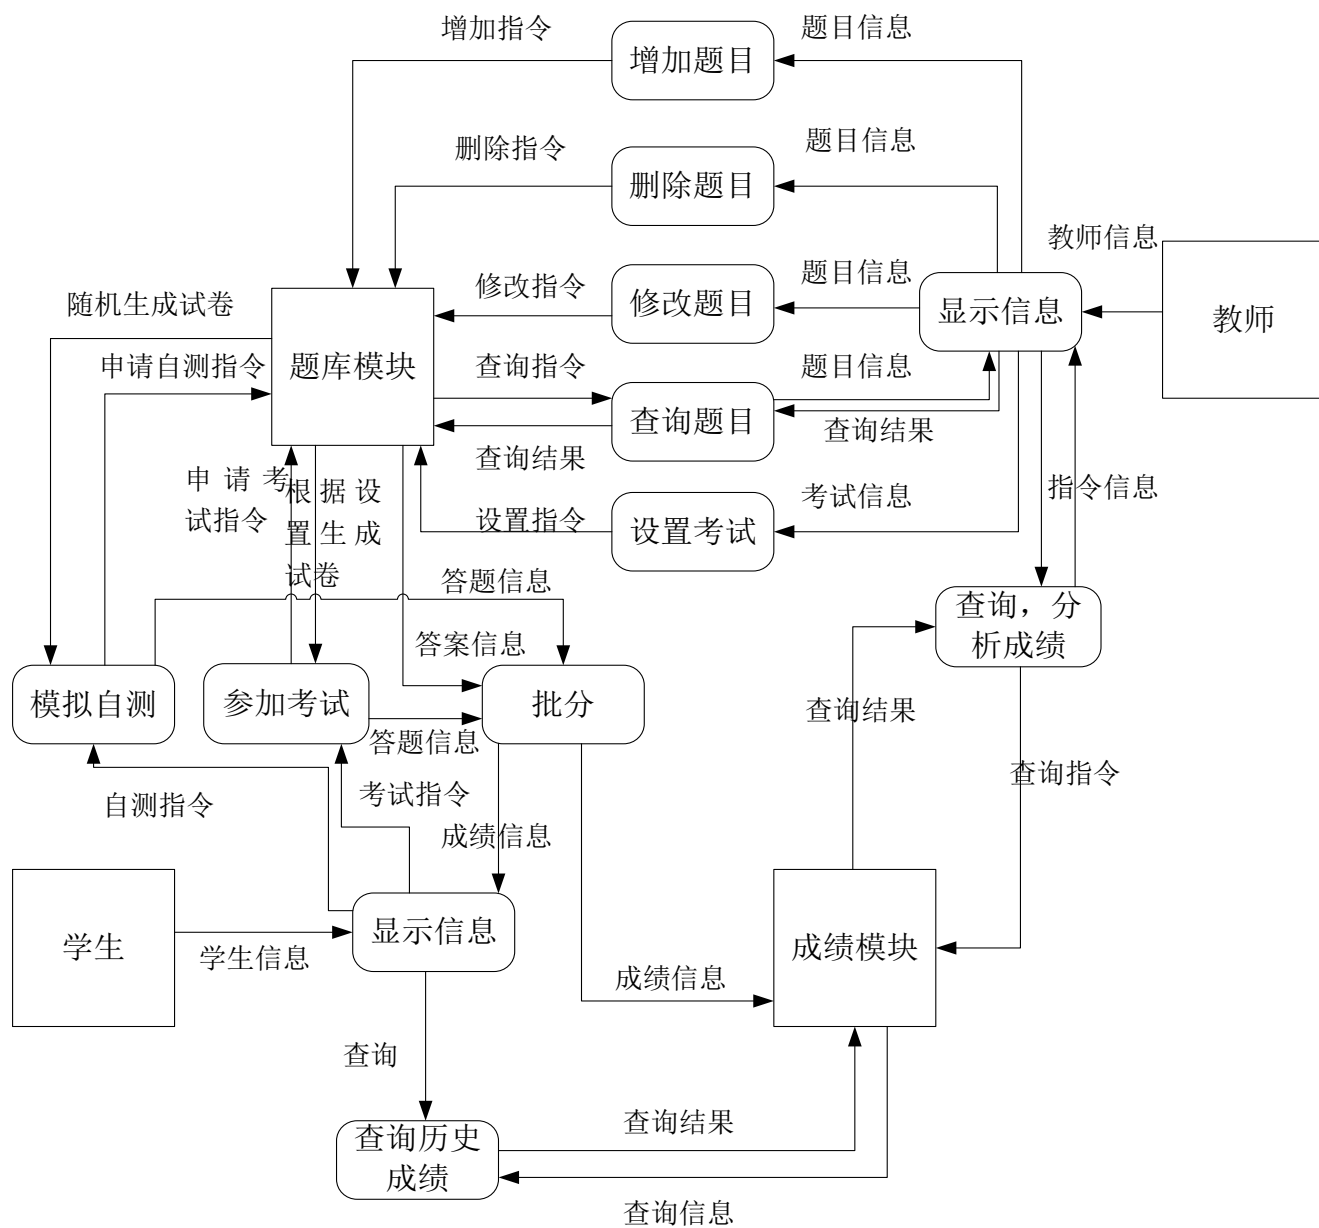 增加指令
题目信息
增加题目
删除指令
题目信息
删除题目
教师信息
随机生成试卷
修改指令
题目信息
修改题目
显示信息
教师
申请自测指令
题库模块
查询指令
题目信息
查询题目
查询结果
查询结果
申请考
试指令
根据设
置生成
试卷
设置指令
考试信息
设置考试
指令信息
答题信息
查询，分
析成绩
答案信息
模拟自测
参加考试
批分
查询结果
答题信息
查询指令
自测指令
考试指令
成绩信息
学生
学生信息
显示信息
成绩模块
成绩信息
查询
查询历史
成绩
查询结果
查询信息